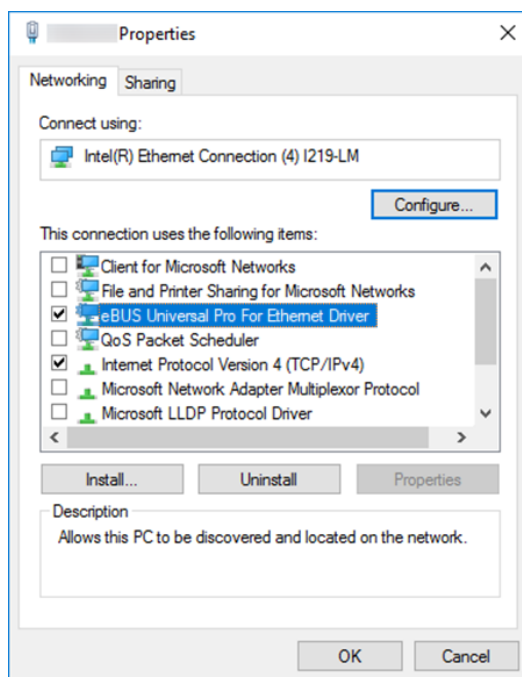 Properties
Networking
Sharing
Connect using:
Intel(R) Ethernet Connection (4) I219-LM
Configure...
This connection uses the following items:
Client for Microsoft Networks
File and Printer Sharing for Microsoft Networks
eBUS Universal Pro For Ethernet Driver
QoS Packet Scheduler
Internet Protocol Version 4 (TCP/IPv4)
Microsoft Network Adapter Multiplexor Protocol
Microsoft LLDP Protocol Driver
Install...
Uninstall
Properties
Description
Allows this PC to be discovered and located on the network.
OK
Cancel